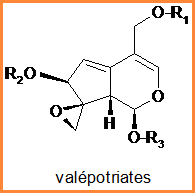 O-R₁
R₂O
O
O
H
O-R₃
valépotriates